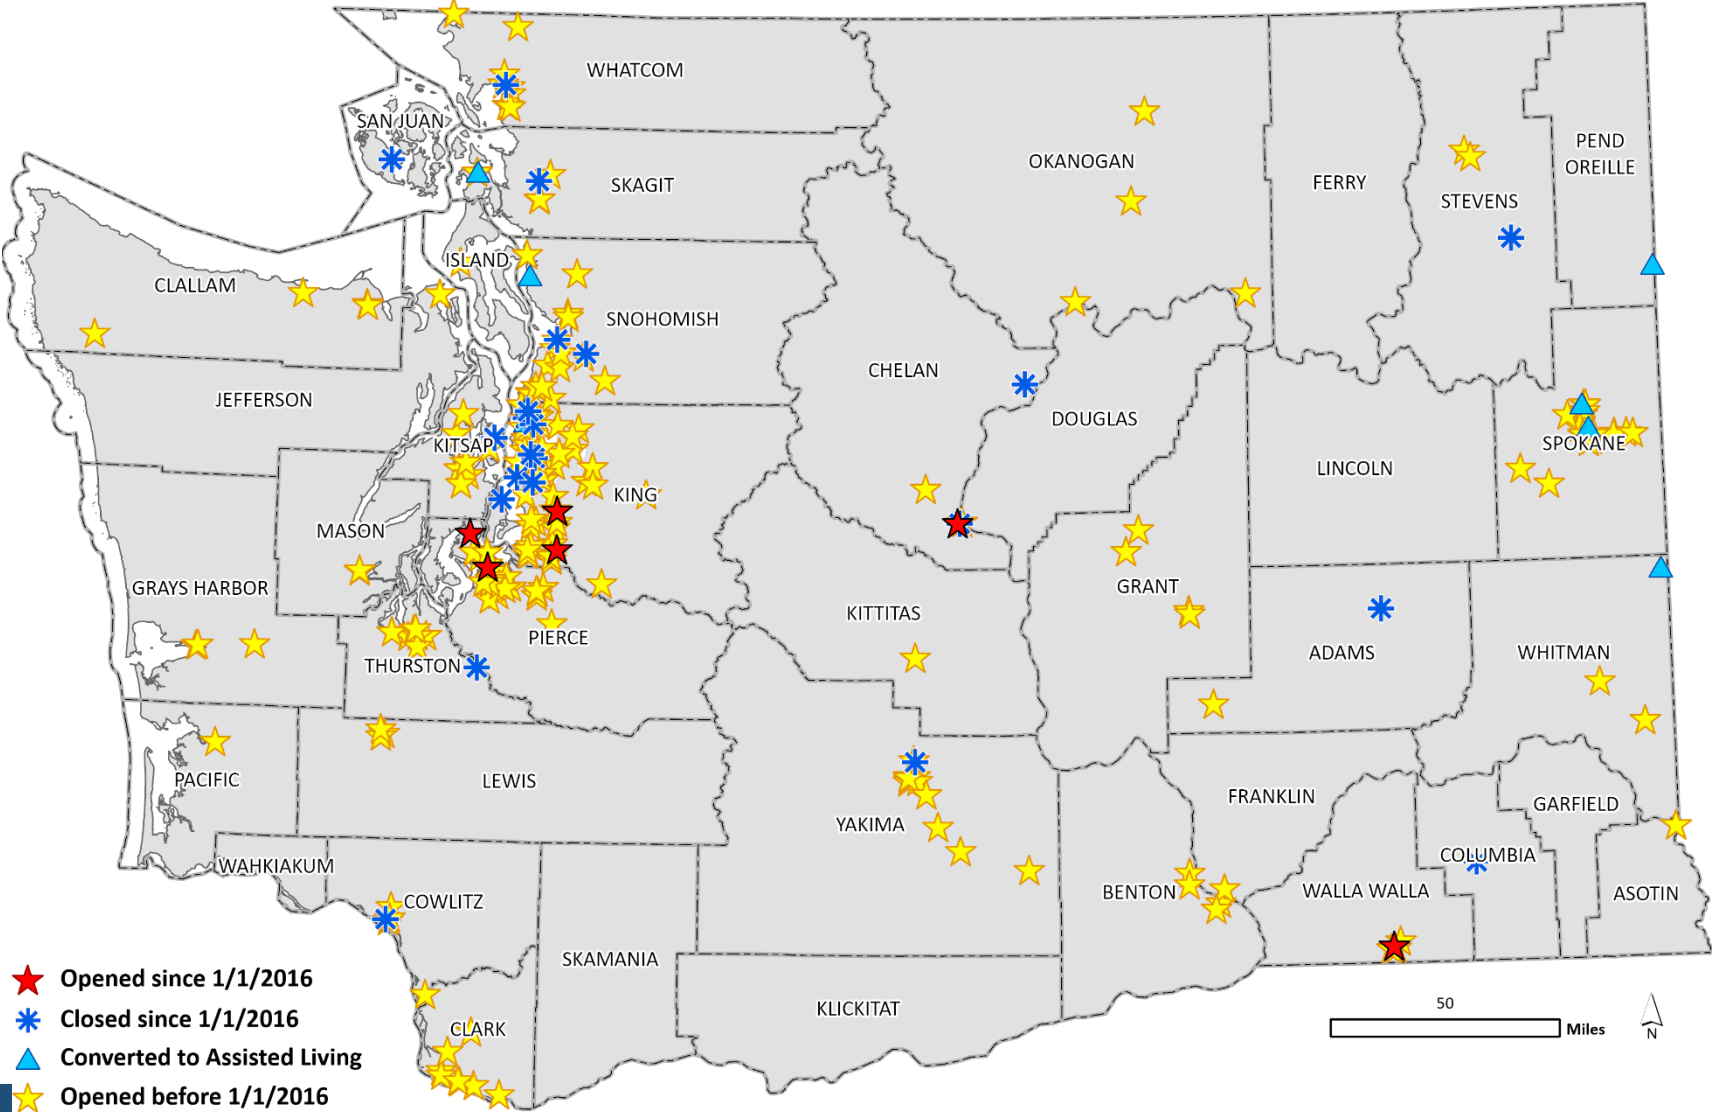 WHATCOM
SAN JUAN
OKANOGAN
FERRY
PEND
OREILLE
SKAGIT
STEVENS
ISLAND
CLALLAM
SNOHOMISH
CHELAN
DOUGLAS
JEFFERSON
KITSAP
SPOKANE
LINCOLN
KING
MASON
GRAYS HARBOR
GRANT
KITTITAS
PIERCE
THURSTON
ADAMS
WHITMAN
PACIFIC
LEWIS
YAKIMA
FRANKLIN
GARFIELD
WAHKIAKUM
COLUMBIA
COWLITZ
BENTON
WALLA WALLA
ASOTIN
SKAMANIA
KLICKITAT
CLARK
Opened since 1/1/2016
Closed since 1/1/2016
Converted to Assisted Living
Opened before 1/1/2016
50
Miles
N